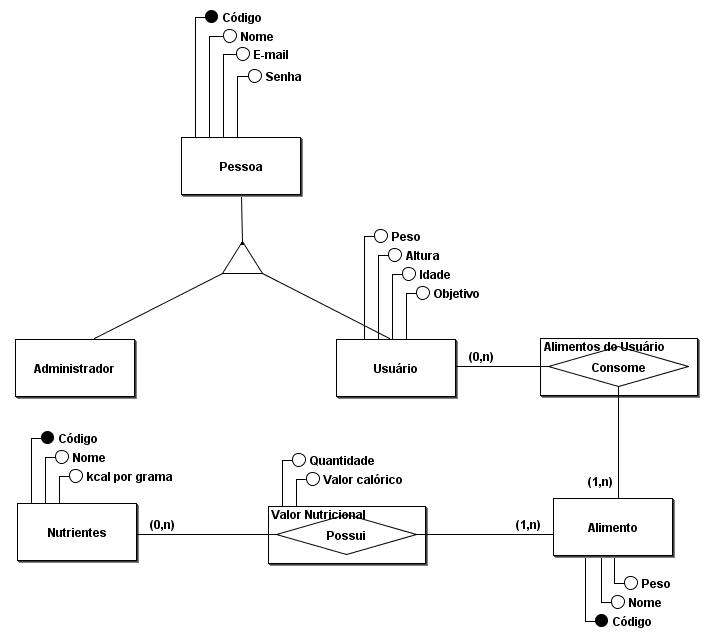 Código
Nome
E-mail
Senha
Pessoa
Peso
Altura
Idade
Objetivo
Administrador
Usuário
(0,n)
Alimentos do Usuário
Consome
Código
Nome
kcal por grama
Quantidade
Valor calórico
(1,n)
Nutrientes
(0,n)
Valor Nutricional
Possui
(1,n)
Alimento
Peso
Nome
Código